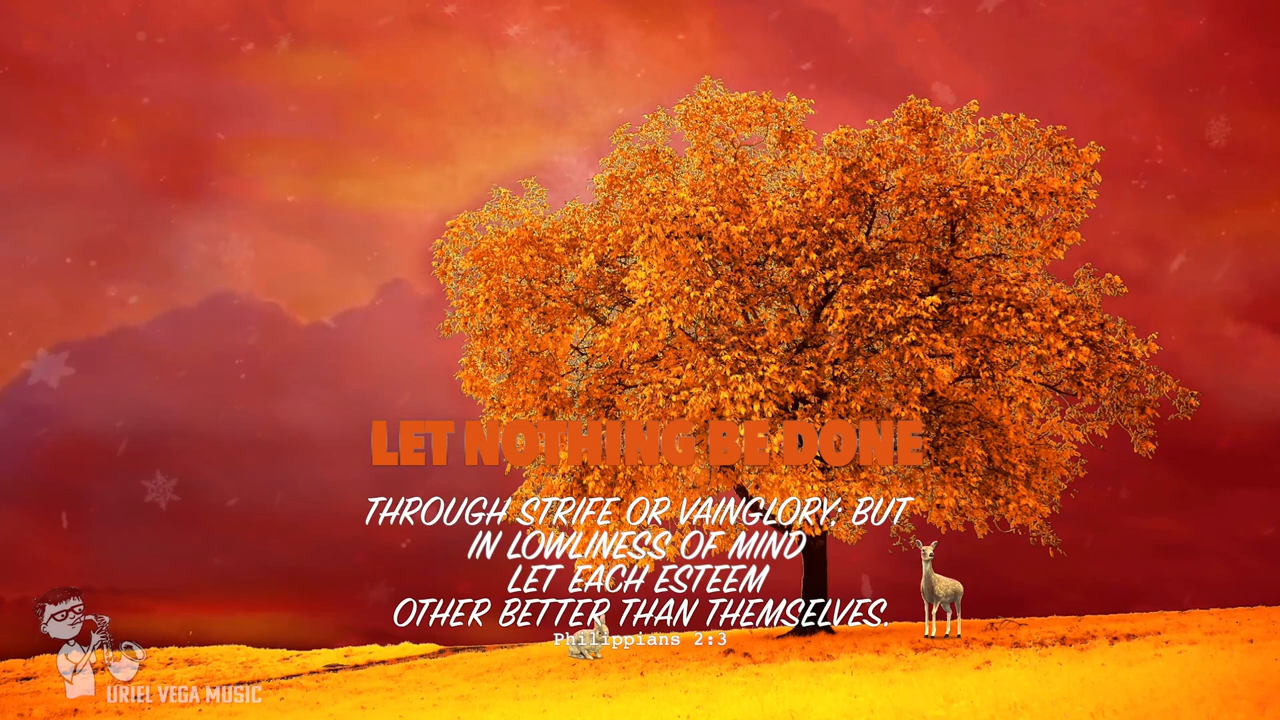 LET NOTHING BE DONE
THROUGH STRIFE OR VAINGLORY; BUT
IN LOWLINESS OF MIND
LET EACH ESTEEM
OTHER BETTER THAN THEMSELVES.
Philippians 2:3
URIEL VEGA MUSIC